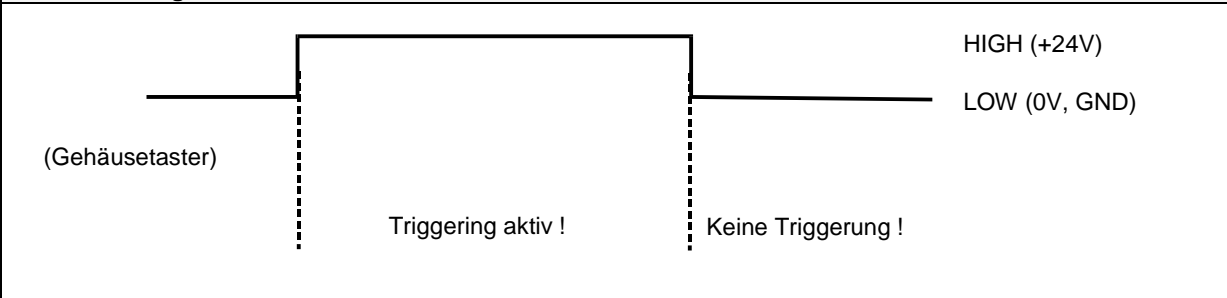 HIGH (+24V)
LOW (0V, GND)
(Gehäusetaster)
Triggering aktiv !
Keine Triggerung !